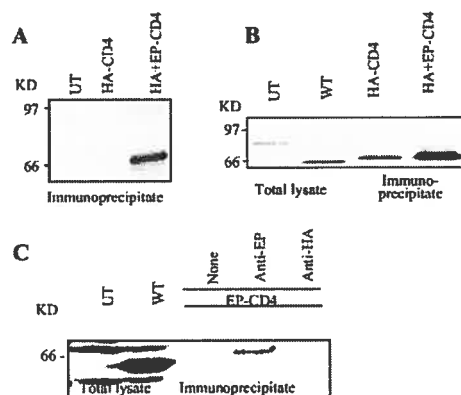 A
KD
UT
HA-CD4
HA+EP-CD4
97
66
Immunoprecipitate
B
KD
UT
WT
HA-CD4
HA+EP-CD4
97
66
Total lysate
Immuno-
precipitate
C
KD
UT
WT
None
Anti-EP
Anti-HA
EP-CD4
66 -
Total lysate
Immunoprecipitate